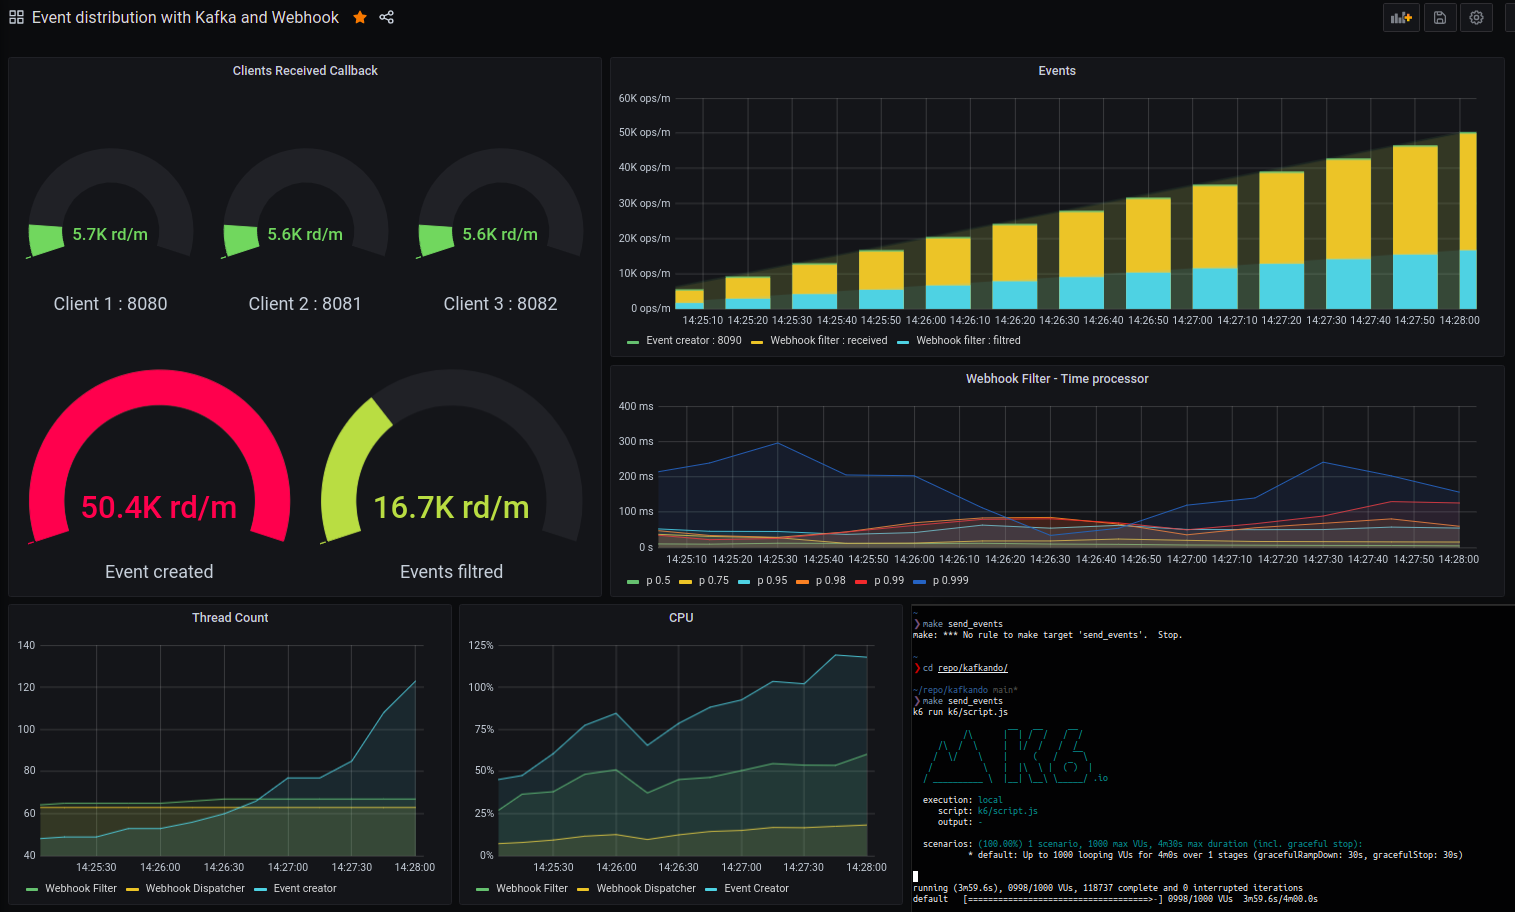 Event distribution with Kafka and Webhook
Clients Received Callback
5.7K rd/m
5.6K rd/m
5.6K rd/m
Client 1 : 8080
Client 2 : 8081
Client 3 : 8082
50.4K rd/m
16.7K rd/m
Event created
Events filtred
Events
60K ops/m
50K ops/m
40K ops/m
30K ops/m
20K ops/m
10K ops/m
0 ops/m
14:25:10 14:25:20 14:25:30 14:25:40 14:25:50 14:26:00 14:26:10 14:26:20 14:26:30 14:26:40 14:26:50 14:27:00 14:27:10 14:27:20 14:27:30 14:27:40 14:27:50 14:28:00
Event creator : 8090 Webhook filter : received Webhook filter : filtred
Webhook Filter - Time processor
400 ms
300 ms
200 ms
100 ms
0 s
14:25:10 14:25:20 14:25:30 14:25:40 14:25:50 14:26:00 14:26:10 14:26:20 14:26:30 14:26:40 14:26:50 14:27:00 14:27:10 14:27:20 14:27:30 14:27:40 14:27:50 14:28:00
p 0.5 p 0.75 p 0.95 p 0.98 p 0.99 p 0.999
Thread Count
140
120
100
80
60
40
14:25:30 14:26:00 14:26:30 14:27:00 14:27:30 14:28:00
Webhook Filter Webhook Dispatcher Event creator
CPU
125%
100%
75%
50%
25%
0%
14:25:30 14:26:00 14:26:30 14:27:00 14:27:30 14:28:00
Webhook Filter Webhook Dispatcher Event Creator
~
❯ make send_events
make: *** No rule to make target 'send_events'.  Stop.
~
❯ cd repo/kafkando/
~/repo/kafkando main*
❯ make send_events
k6 run k6/script.js
.io
execution: local
script: k6/script.js
output: -
scenarios: (100.00%) 1 scenario, 1000 max VUs, 4m30s max duration (incl. graceful stop):
* default: Up to 1000 looping VUs for 4m0s over 1 stages (gracefulRampDown: 30s, gracefulStop: 30s)
running (3m59.6s), 0998/1000 VUs, 118737 complete and 0 interrupted iterations
default   [====================================>-] 0998/1000 VUs  3m59.6s/4m00.0s